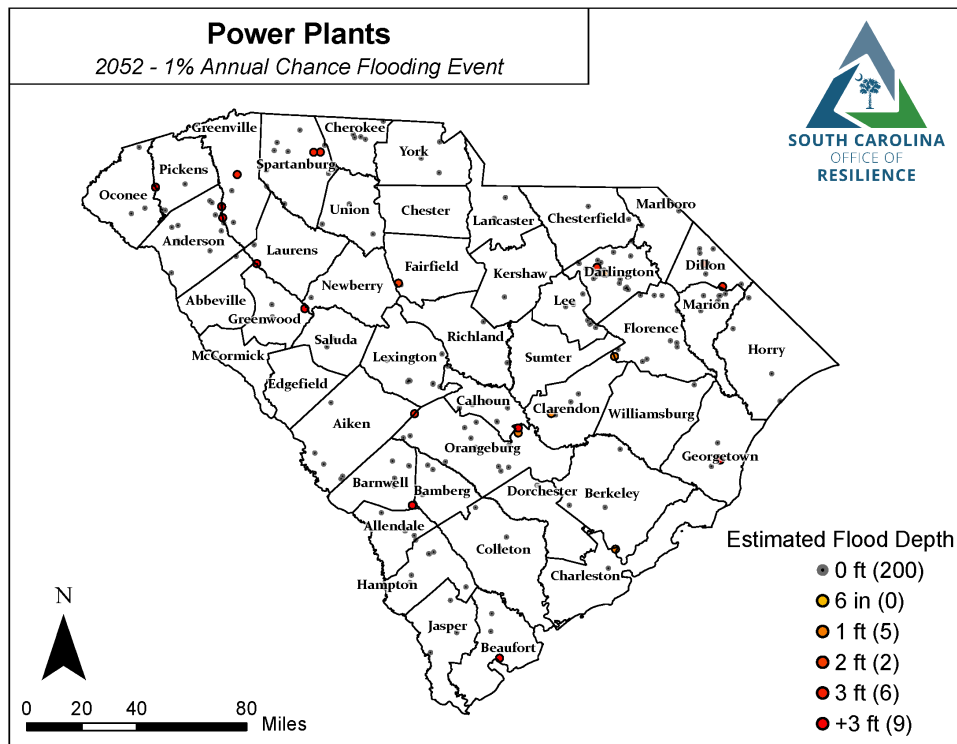 Power Plants
2052 - 1% Annual Chance Flooding Event
SOUTH CAROLINA
OFFICE OF
RESILIENCE
Greenville
Cherokee
York
Spartanburg
Pickens
Oconee
Union
Chester
Lancaster
Chesterfield
Marlboro
Anderson
Laurens
Fairfield
Kershaw
Darlington
Dillon
Newberry
Abbeville
Greenwood
Lee
Marion
Saluda
Richland
Florence
Horry
McCormick
Lexington
Sumter
Edgefield
Calhoun
Clarendon
Williamsburg
Aiken
Orangeburg
Georgetown
Barnwell
Bamberg
Dorchester
Berkeley
Allendale
Colleton
Charleston
Hampton
Jasper
Beaufort
Estimated Flood Depth
0 ft (200)
6 in (0)
1 ft (5)
2 ft (2)
3 ft (6)
+3 ft (9)
N
0 20 40 80
Miles